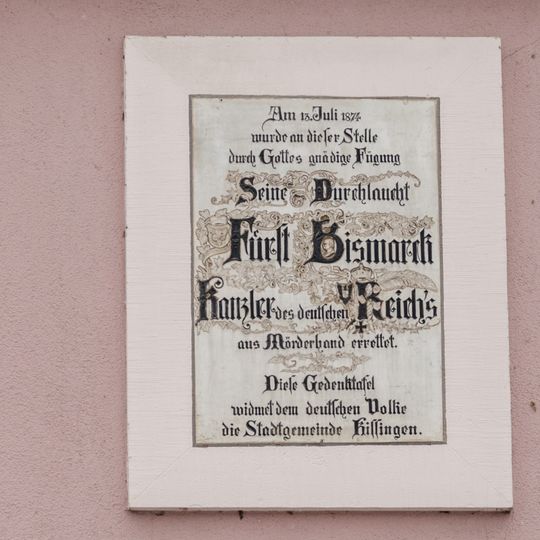 Am 13. Juli 1874
wurde an dieser Stelle
durch Gottes gnädige Fügung
Seine Durchlaucht
Fürst Bismarck
Kanzler des deutschen Reich's
aus Mörderhand errettet.
Diese Gedenktafel
widmet dem deutschen Volke
die Stadtgemeinde Kissingen.